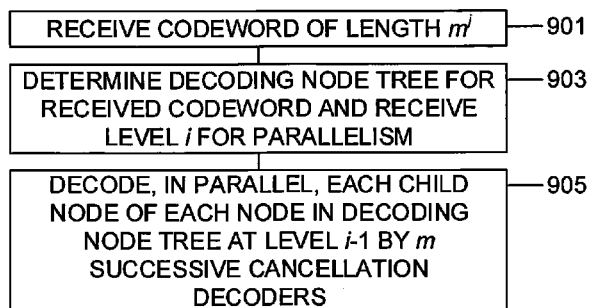 RECEIVE CODEWORD OF LENGTH m^j
901
DETERMINE DECODING NODE TREE FOR
903
RECEIVED CODEWORD AND RECEIVE
LEVEL i FOR PARALLELISM
DECODE, IN PARALLEL, EACH CHILD
905
NODE OF EACH NODE IN DECODING
NODE TREE AT LEVEL i-1 BY m
SUCCESSIVE CANCELLATION
DECODERS